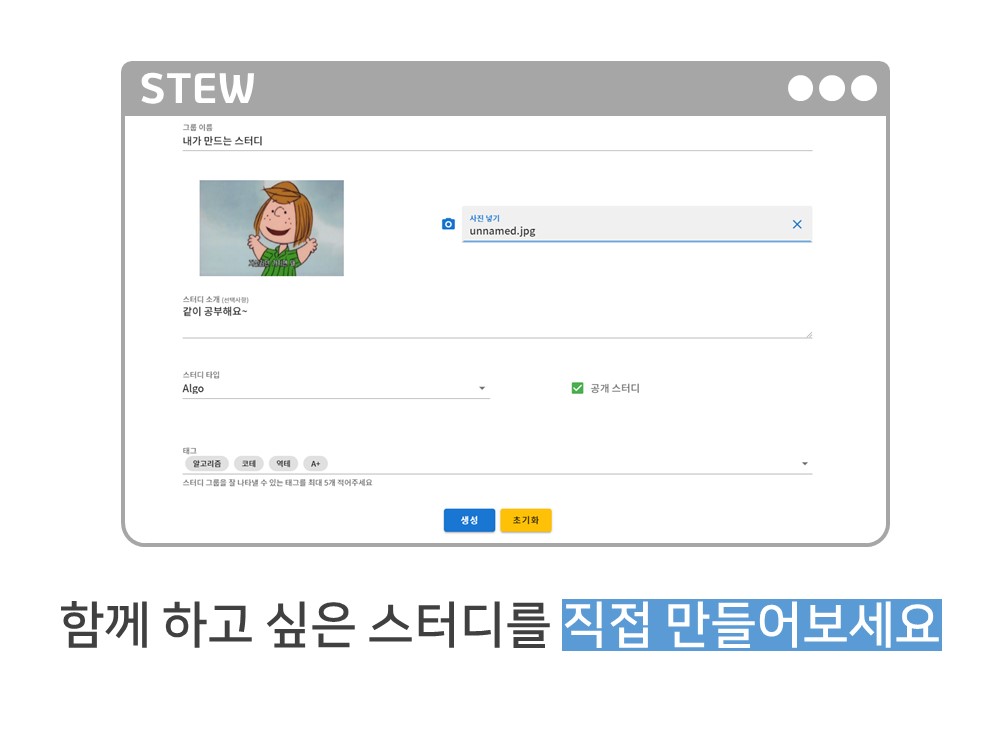 STEW
그룹 이름
내가 만드는 스터디
사진 넣기
unnamed.jpg
스터디 소개 (선택사항)
같이 공부해요~
스터디 타입
Algo
공개 스터디
태그
알고리즘 코테 역테 A+
스터디 그룹을 잘 나타낼 수 있는 태그를 최대 5개 적어주세요
생성 초기화
함께 하고 싶은 스터디를 직접 만들어보세요